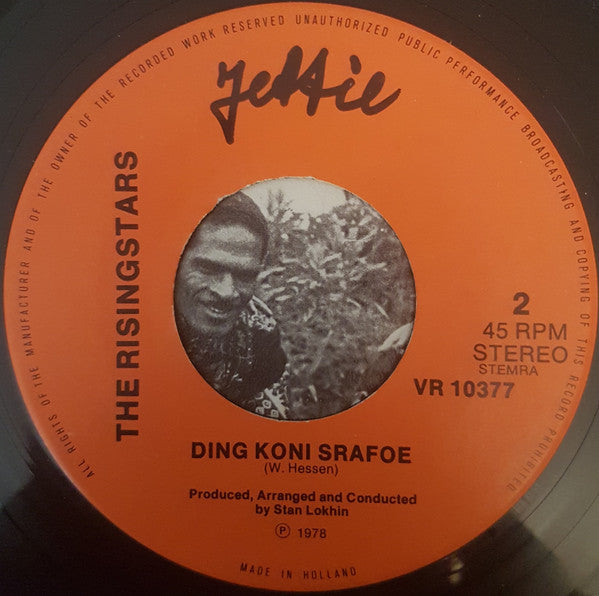 ALL RIGHTS OF THE MANUFACTURER AND OF THE OWNER OF THE RECORDED WORK RESERVED UNAUTHORIZED PUBLIC PERFORMANCE BROADCASTING AND COPYING OF THIS RECORD PROHIBITED
Jettie
THE RISINGSTARS
2
45 RPM
STEREO
STEMRA
VR 10377
DING KONI SRAFOE
(W. Hessen)
Produced, Arranged and Conducted
by Stan Lokhin
℗ 1978
MADE IN HOLLAND